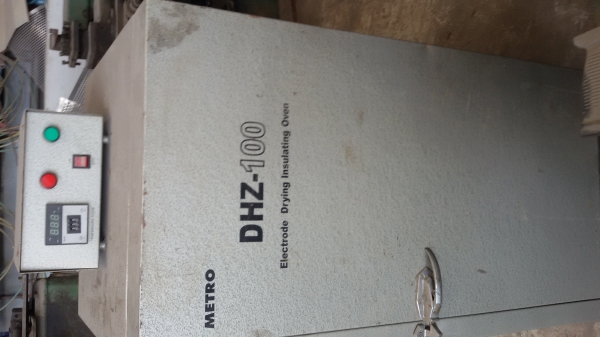 METRO
DHZ-100
Electrode Drying Insulating Oven